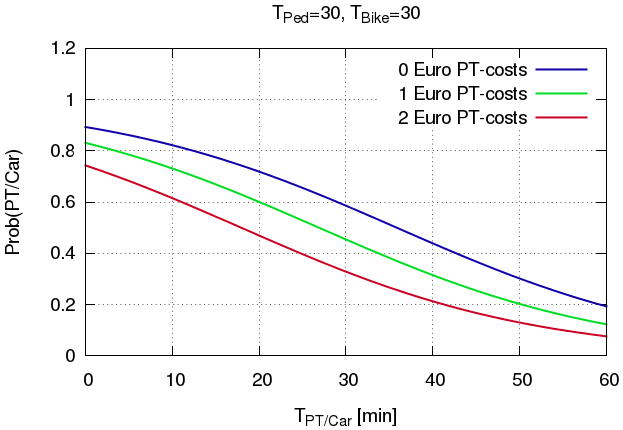 T_Ped=30, T_Bike=30
1.2
0 Euro PT-costs
1 Euro PT-costs
2 Euro PT-costs
1
0.8
0.6
0.4
0.2
0
Prob(PT/Car)
0 10 20 30 40 50 60
T_PT/Car [min]